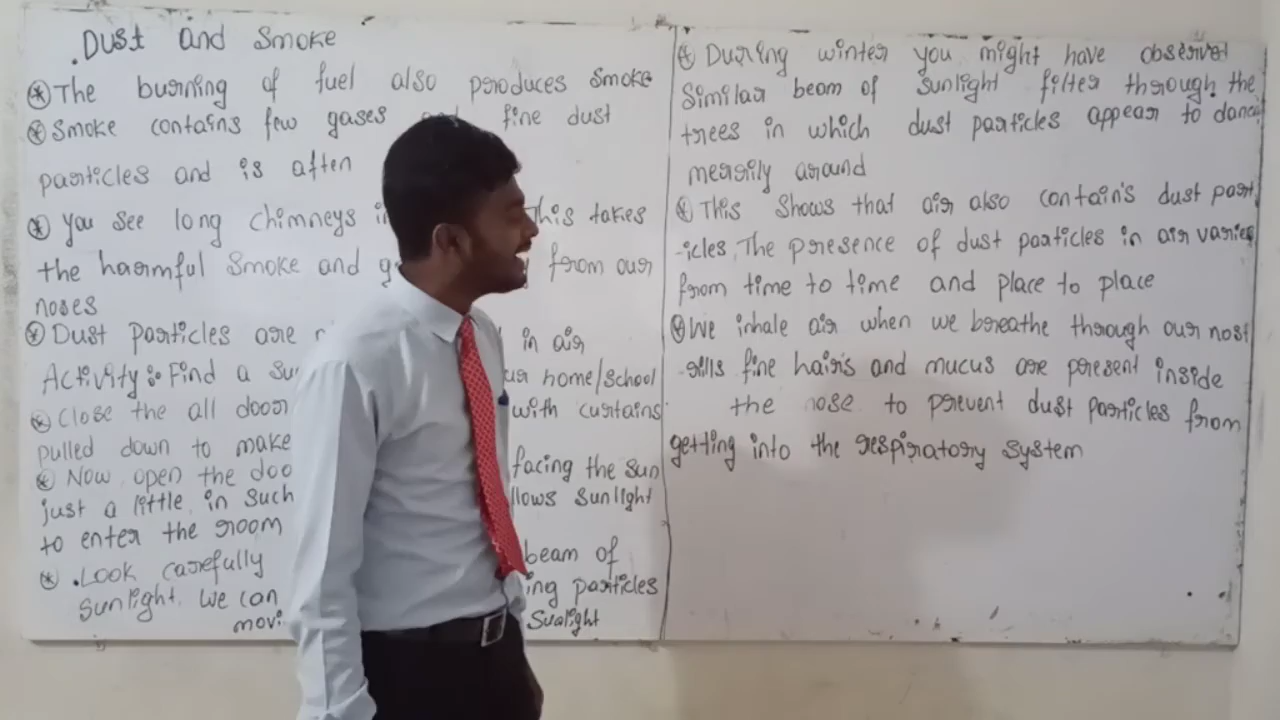 .Dust and Smoke
* The burning of fuel also produces smoke
* Smoke contains few gases and fine dust
particles and is often
* You see long chimneys in This takes
the harmful Smoke and from our
noses
* Dust Particles are in air
Activity: Find a home/school
* Close the all door with curtains
pulled down to make
* Now open the facing the sun
just a little in such sunlight
to enter the room
* .Look carefully beam of
Sunlight. We can particles
Sunlight
* During winter you might have observed
Similar beam of sunlight filter through the
trees in which dust particles appear to
merrily around
* This Shows that air also contain's dust part
-icles, The presence of dust particles in air varies
from time to time and place to place
* We inhale air when we breathe through our nost
-rills fine hair's and mucus are present inside
the nose to prevent dust particles from
getting into the respiratory system